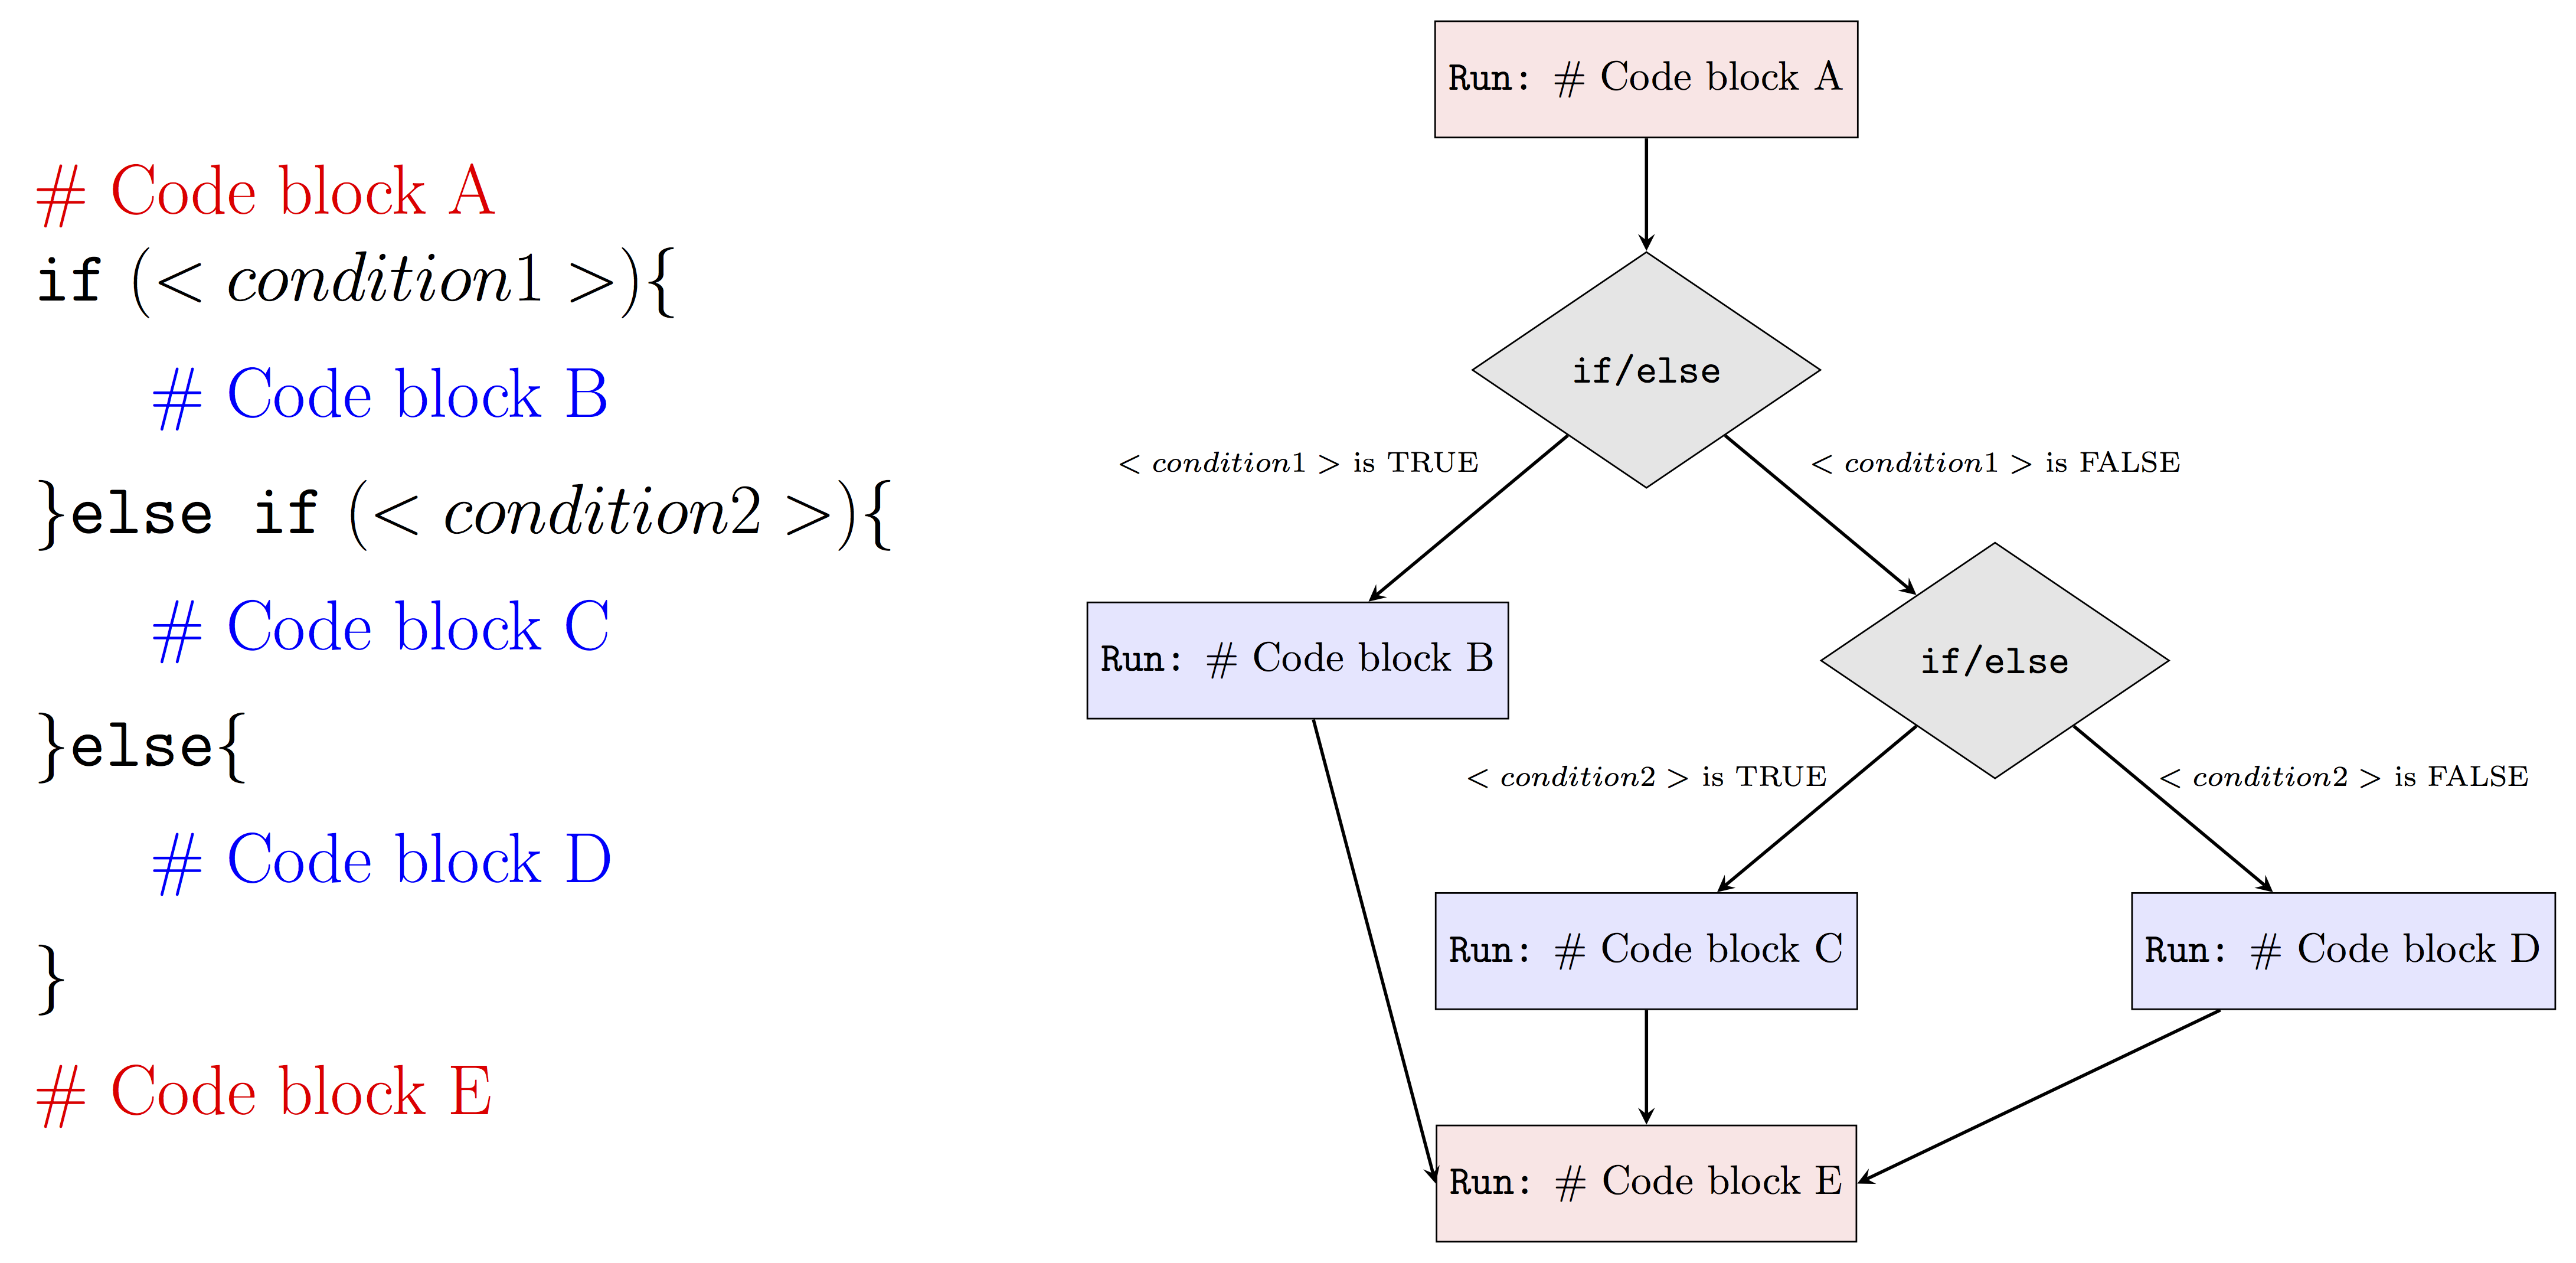 # Code block A
if (< condition1 >){
# Code block B
}else if (< condition2 >){
# Code block C
}else{
# Code block D
}
# Code block E
Run: # Code block A
if/else
< condition1 > is TRUE
< condition1 > is FALSE
Run: # Code block B
if/else
< condition2 > is TRUE
< condition2 > is FALSE
Run: # Code block C
Run: # Code block D
Run: # Code block E